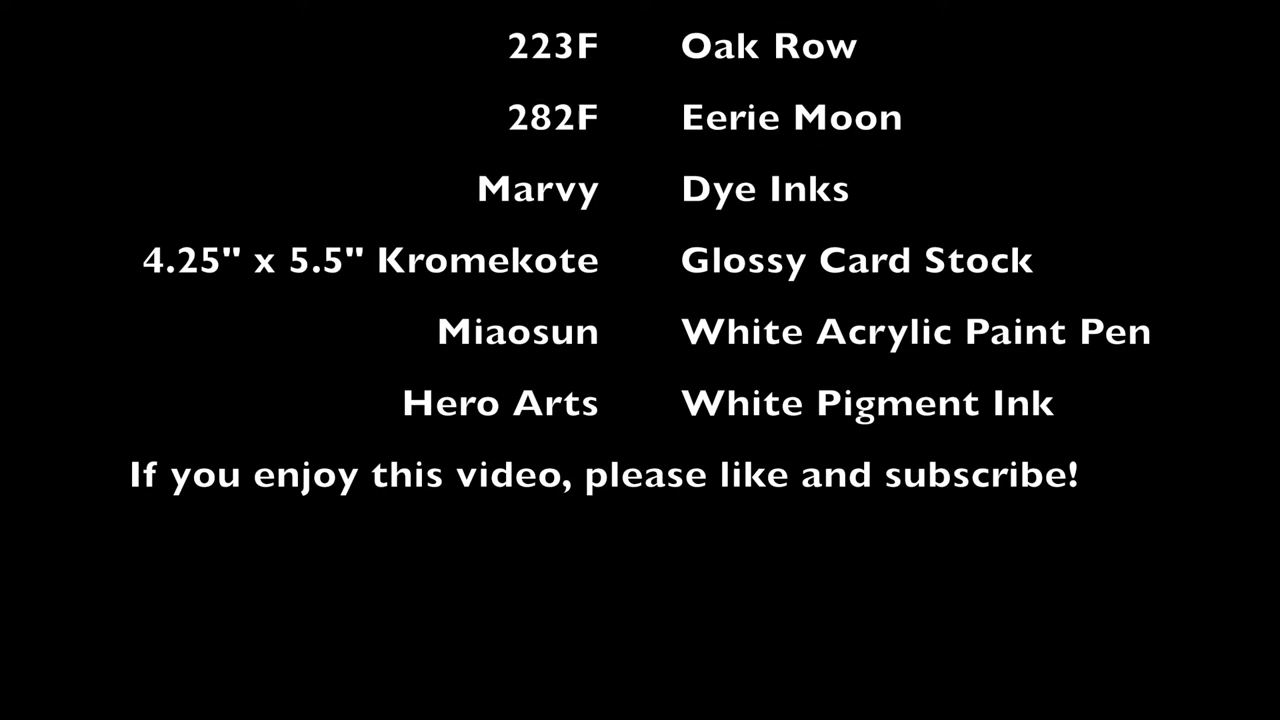 223F Oak Row
282F Eerie Moon
Marvy Dye Inks
4.25" x 5.5" Kromekote Glossy Card Stock
Miaosun White Acrylic Paint Pen
Hero Arts White Pigment Ink
If you enjoy this video, please like and subscribe!